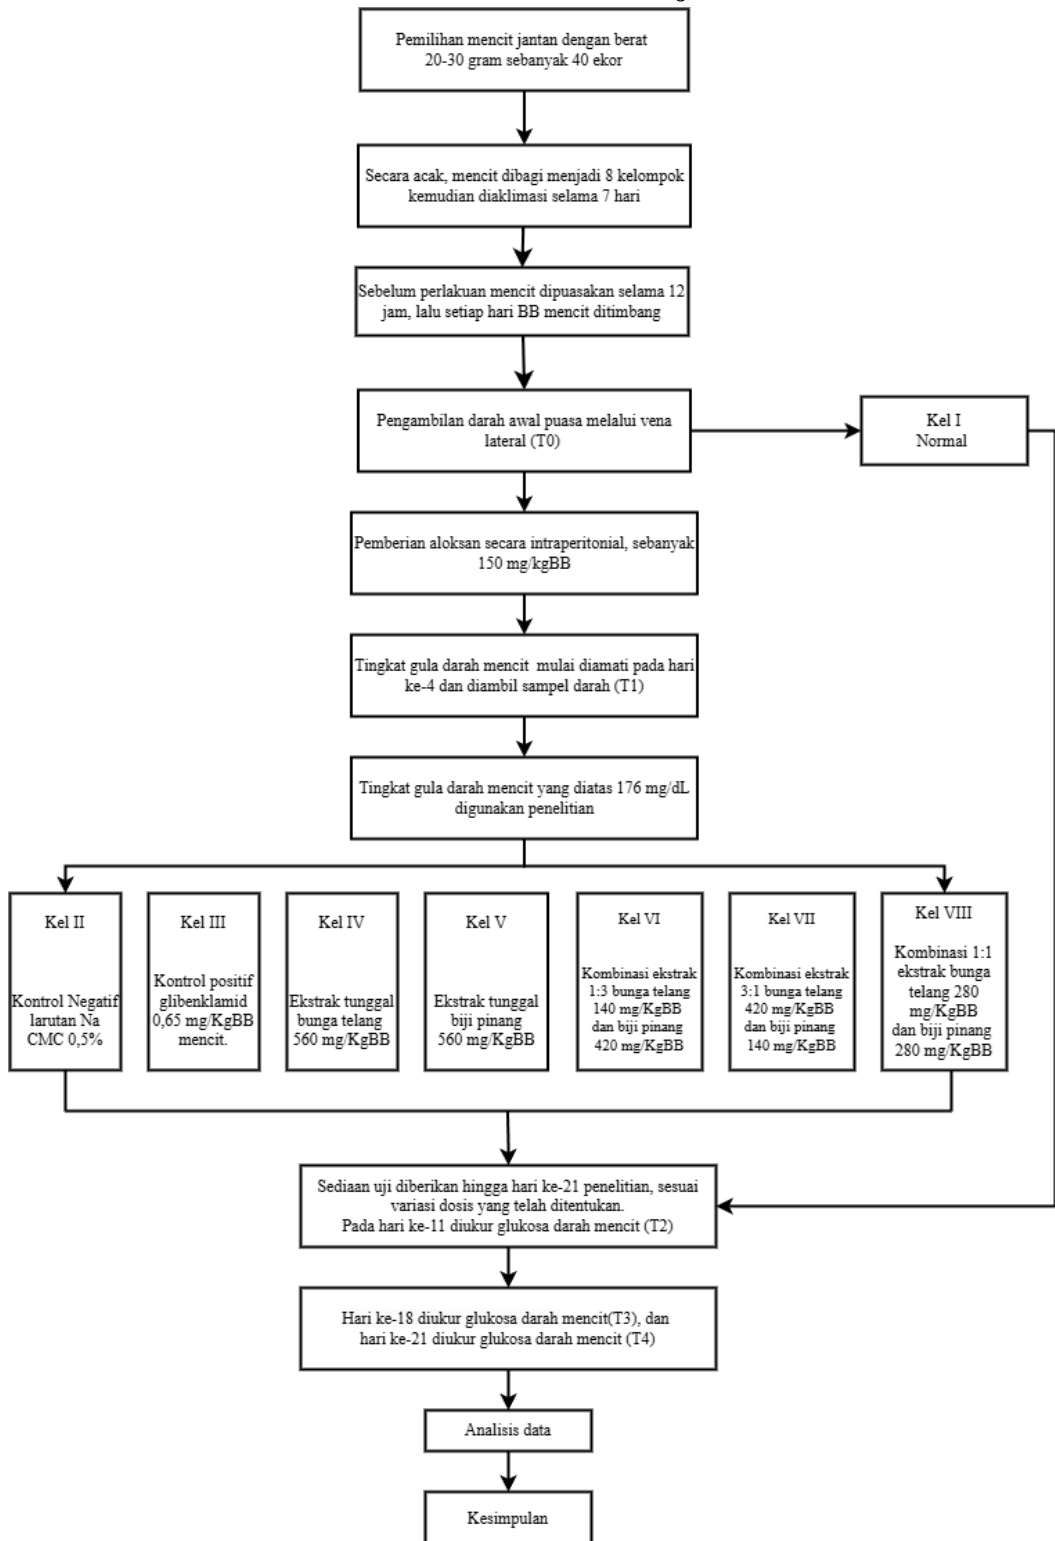 Pemilihan mencit jantan dengan berat
20-30 gram sebanyak 40 ekor
Secara acak, mencit dibagi menjadi 8 kelompok
kemudian diaklimasi selama 7 hari
Sebelum perlakuan mencit dipuasakan selama 12
jam, lalu setiap hari BB mencit ditimbang
Pengambilan darah awal puasa melalui vena
lateral (T0)
Kel I
Normal
Pemberian aloksan secara intraperitonial, sebanyak
150 mg/kgBB
Tingkat gula darah mencit mulai diamati pada hari
ke-4 dan diambil sampel darah (T1)
Tingkat gula darah mencit yang diatas 176 mg/dL
digunakan penelitian
Kel II
Kontrol Negatif
larutan Na
CMC 0,5%
Kel III
Kontrol positif
glibenklamid
0,65 mg/KgBB
mencit.
Kel IV
Ekstrak tunggal
bunga telang
560 mg/KgBB
Kel V
Ekstrak tunggal
biji pinang
560 mg/KgBB
Kel VI
Kombinasi ekstrak
1:3 bunga telang
140 mg/KgBB
dan biji pinang
420 mg/KgBB
Kel VII
Kombinasi ekstrak
3:1 bunga telang
420 mg/KgBB
dan biji pinang
140 mg/KgBB
Kel VIII
Kombinasi 1:1
ekstrak bunga
telang 280
mg/KgBB
dan biji pinang
280 mg/KgBB
Sediaan uji diberikan hingga hari ke-21 penelitian, sesuai
variasi dosis yang telah ditentukan.
Pada hari ke-11 diukur glukosa darah mencit (T2)
Hari ke-18 diukur glukosa darah mencit(T3), dan
hari ke-21 diukur glukosa darah mencit (T4)
Analisis data
Kesimpulan